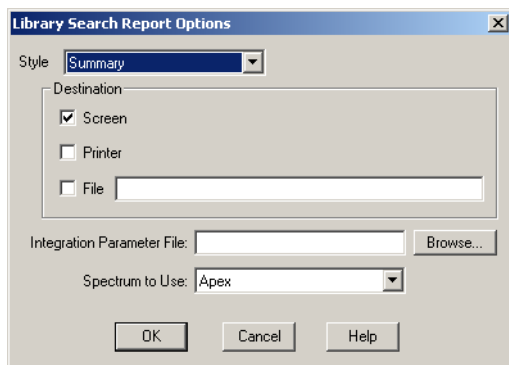 Library Search Report Options
Style Summary
Destination
Screen
Printer
File
Integration Parameter File: Browse...
Spectrum to Use: Apex
OK Cancel Help